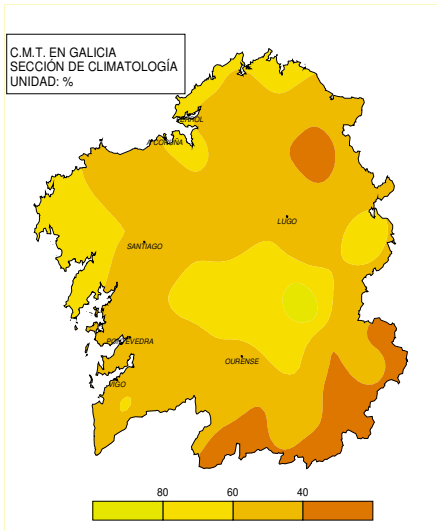 C.M.T. EN GALICIA
SECCIÓN DE CLIMATOLOGÍA
UNIDAD: %
FERROL
A CORUÑA
LUGO
SANTIAGO
PONTEVEDRA
OURENSE
VIGO
80 60 40